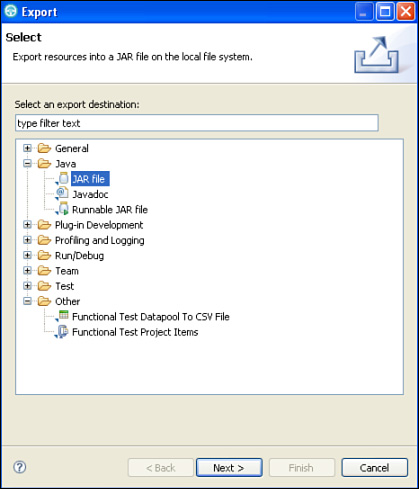 Export
Select
Export resources into a JAR file on the local file system.
Select an export destination:
type filter text
General
Java
JAR file
Javadoc
Runnable JAR file
Plug-in Development
Profiling and Logging
Run/Debug
Team
Test
Other
Functional Test Datapool To CSV File
Functional Test Project Items
< Back Next > Finish Cancel